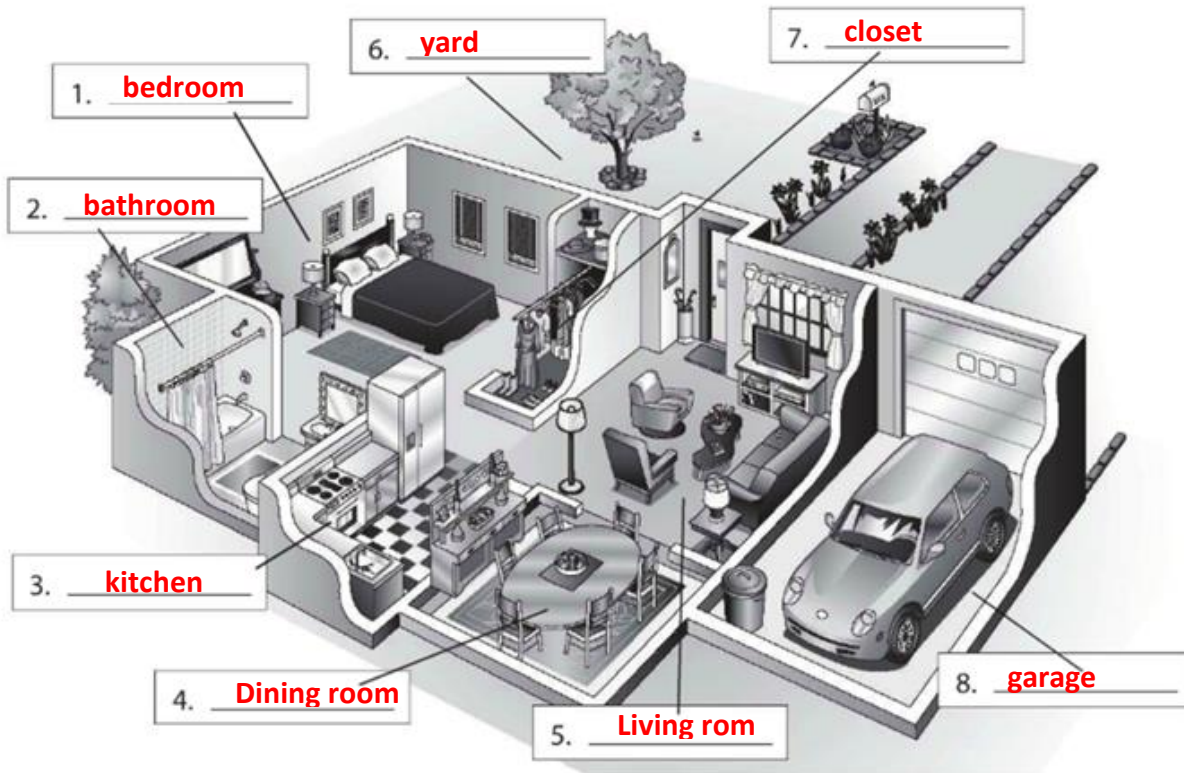 1. bedroom
2. bathroom
3. kitchen
4. Dining room
5. Living rom
6. yard
7. closet
8. garage